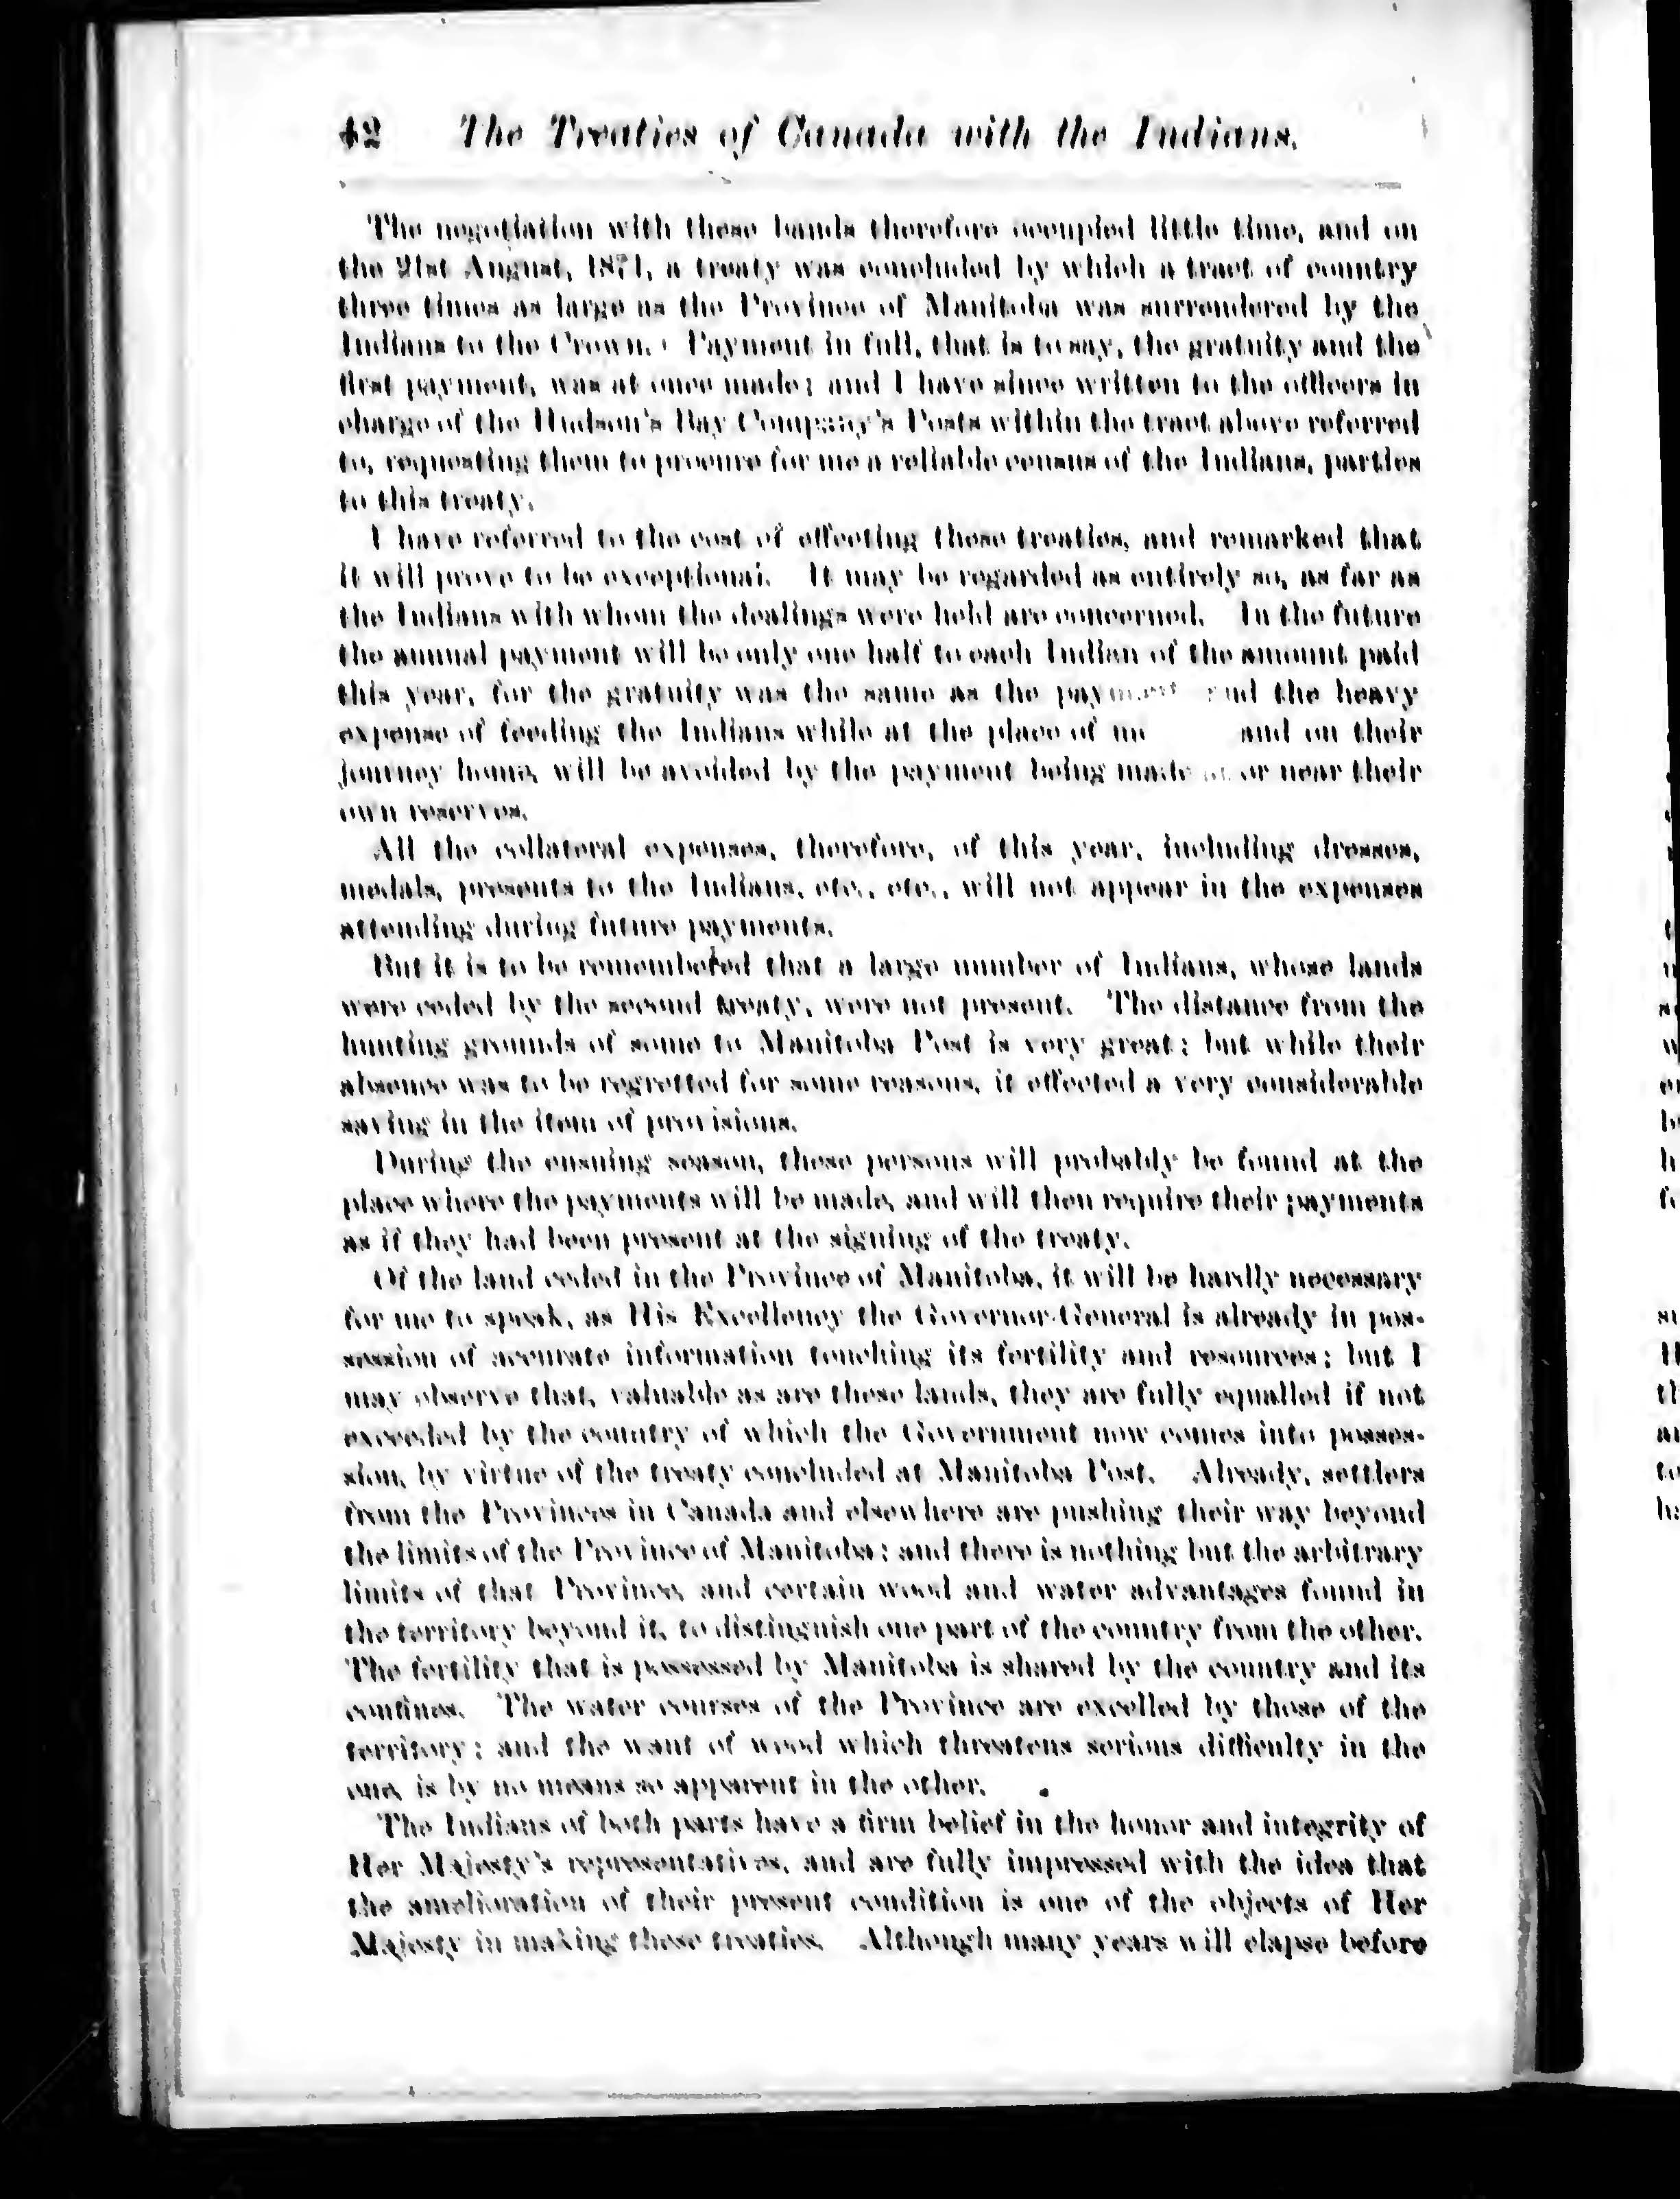 42 The Treaties of Canada with the Indians.
The negotiation with these bands therefore occupied little time, and on
the 21st August, 1871, a treaty was concluded by which a tract of country
three times as large as the Province of Manitoba was surrendered by the
Indians to the Crown. Payment in full, that is to say, the gratuity and the
first payment, was at once made; and I have since written to the officers in
charge of the Hudson's Bay Company's Posts within the tract above referred
to, requesting them to procure for me a reliable census of the Indians, parties
to this treaty.
I have referred to the cost of effecting these treaties, and remarked that
it will prove to be exceptional. It may be regarded as entirely so, as far as
the Indians with whom the dealings were held are concerned. In the future
the annual payment will be only one half to each Indian of the amount paid
this year, for the gratuity was the same as the payment and the heavy
expense of feeding the Indians while at the place of and on their
journey home, will be avoided by the payment being made or near their
own reserves.
All the collateral expenses, therefore, of this year, including dresses,
medals, presents to the Indians, etc., etc., will not appear in the expenses
attending during future payments.
But it is to be remembered that a large number of Indians, whose lands
were ceded by the second treaty, were not present. The distance from the
hunting grounds of some to Manitoba Post is very great; but while their
absence was to be regretted for some reasons, it effected a very considerable
saving in the item of provisions.
During the ensuing season, these persons will probably be found at the
place where the payments will be made, and will then require their payments
as if they had been present at the signing of the treaty.
Of the land ceded in the Province of Manitoba, it will be hardly necessary
for me to speak, as His Excellency the Governor-General is already in pos-
session of accurate information touching its fertility and resources; but I
may observe that, valuable as are these lands, they are fully equalled if not
exceeded by the country of which the Government now comes into posses-
sion, by virtue of the treaty concluded at Manitoba Post. Already, settlers
from the Provinces in Canada and elsewhere are pushing their way beyond
the limits of the Province of Manitoba; and there is nothing but the arbitrary
limits of that Province, and certain wood and water advantages found in
the territory beyond it, to distinguish one part of the country from the other.
The fertility that is possessed by Manitoba is shared by the country and its
confines. The water courses of the Province are excelled by those of the
territory; and the want of wood which threatens serious difficulty in the
one, is by no means so apparent in the other.
The Indians of both parts have a firm belief in the honor and integrity of
Her Majesty's representatives, and are fully impressed with the idea that
the amelioration of their present condition is one of the objects of Her
Majesty in making these treaties. Although many years will elapse before